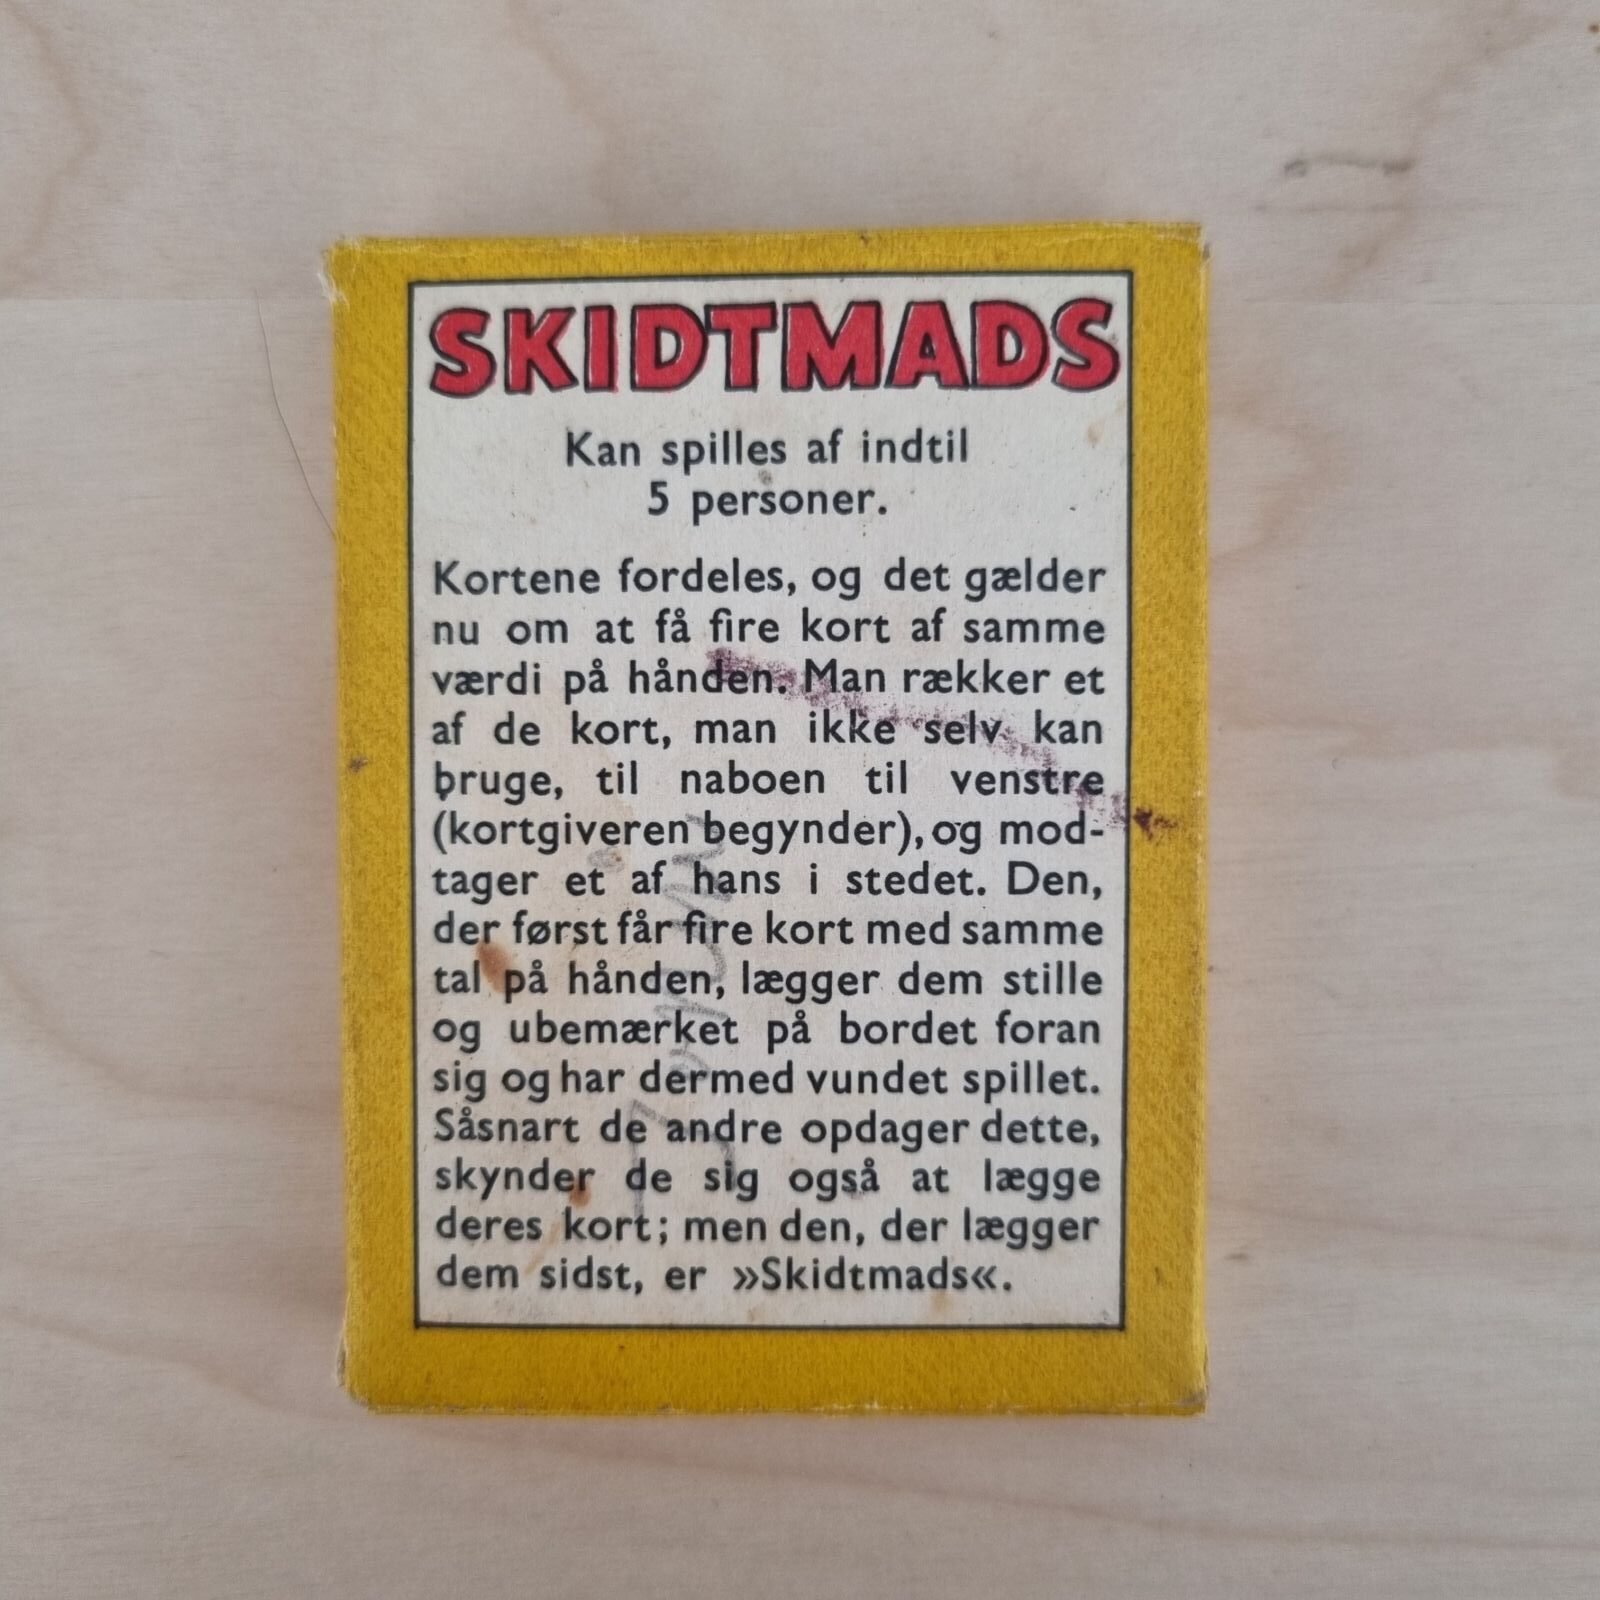 SKIDTMADS
Kan spilles af indtil
5 personer.
Kortene fordeles, og det gælder
nu om at få fire kort af samme
værdi på hånden. Man rækker et
af de kort, man ikke selv kan
bruge, til naboen til venstre
(kortgiveren begynder), og mod-
tager et af hans i stedet. Den,
der først får fire kort med samme
tal på hånden, lægger dem stille
og ubemærket på bordet foran
sig og har dermed vundet spillet.
Såsnart de andre opdager dette,
skynder de sig også at lægge
deres kort; men den, der lægger
dem sidst, er »Skidtmads«.